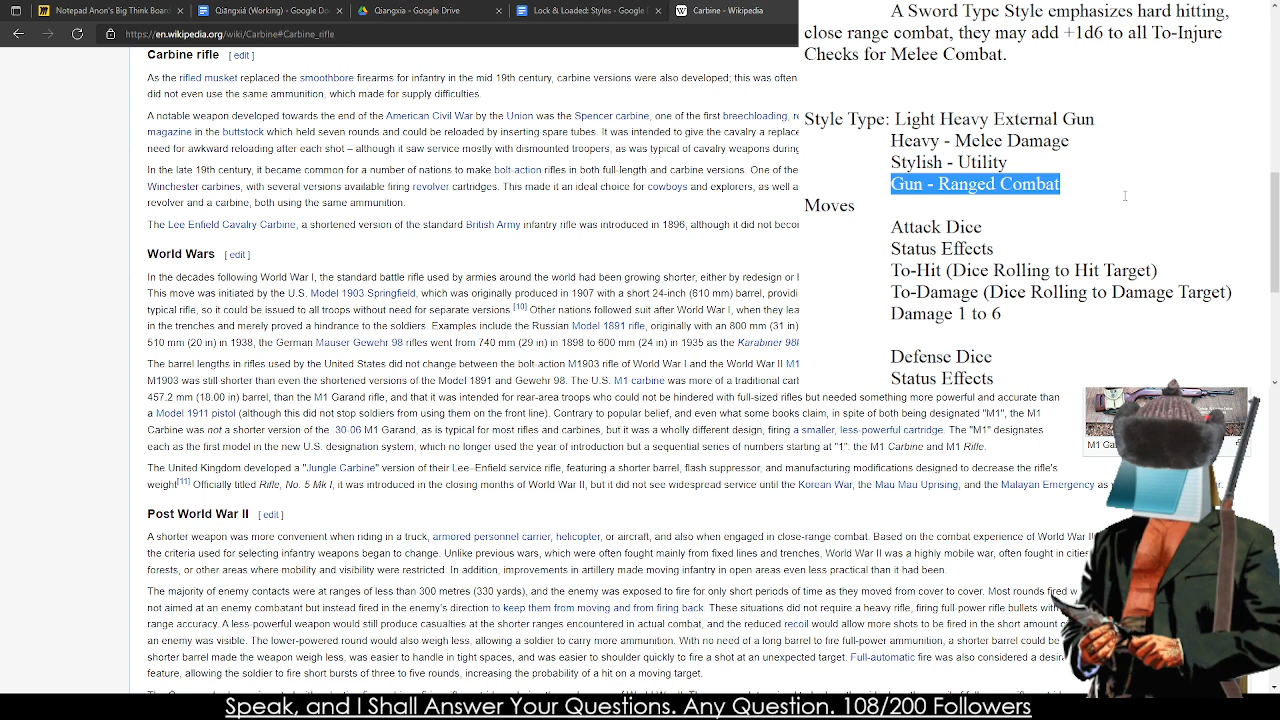 Notepad Anon's Big Think Board
Qiāngxiá (Working) - Google Do
Qiangxia - Google Drive
Lock & Loaded: Styles - Google
Carbine - Wikipedia
https://en.wikipedia.org/wiki/Carbine#Carbine_rifle
Carbine rifle [ edit ]
As the rifled musket replaced the smoothbore firearms for infantry in the mid 19th century, carbine versions were also developed; this was often
did not even use the same ammunition, which made for supply difficulties.
A notable weapon developed towards the end of the American Civil War by the Union was the Spencer carbine, one of the first breechloading, re
magazine in the buttstock which held seven rounds and could be reloaded by inserting spare tubes. It was intended to give the cavalry a replace
need for awkward reloading after each shot – although it saw service mostly with dismounted troopers, as was typical of cavalry weapons during
In the late 19th century, it became common for a number of nations to make bolt-action rifles in both full-length and carbine versions. One of the
Winchester carbines, with several versions available firing revolver cartridges. This made it an ideal choice for cowboys and explorers, as well a
revolver and a carbine, both using the same ammunition.
The Lee Enfield Cavalry Carbine, a shortened version of the standard British Army infantry rifle was introduced in 1896, although it did not becor
World Wars [ edit ]
In the decades following World War I, the standard battle rifle used by armies around the world had been growing shorter, either by redesign or
This move was initiated by the U.S. Model 1903 Springfield, which was originally produced in 1907 with a short 24-inch (610 mm) barrel, providi
typical rifle, so it could be issued to all troops without need for separate versions.[10] Other nations followed suit after World War I, when they lea
in the trenches and merely proved a hindrance to the soldiers. Examples include the Russian Model 1891 rifle, originally with an 800 mm (31 in)
510 mm (20 in) in 1938, the German Mauser Gewehr 98 rifles went from 740 mm (29 in) in 1898 to 600 mm (24 in) in 1935 as the Karabiner 98
The barrel lengths in rifles used by the United States did not change between the bolt-action M1903 rifle of World War I and the World War II M1
M1903 was still shorter than even the shortened versions of the Model 1891 and Gewehr 98. The U.S. M1 carbine was more of a traditional car
457.2 mm (18.00 in) barrel, than the M1 Garand rifle, and that it was intended for rear-area troops who could not be hindered with full-sized rifles but needed something more powerful and accurate than
a Model 1911 pistol (although this did not stop soldiers from using them on the front line). Contrary to popular belief, and even what some books claim, in spite of both being designated "M1", the M1
Carbine was not a shorter version of the .30-06 M1 Garand, as is typical for most rifles and carbines, but it was a wholly different design, firing a smaller, less-powerful cartridge. The "M1" designates
each as the first model in the new U.S. designation system, which no longer used the year of introduction but a sequential series of numbers starting at "1": the M1 Carbine and M1 Rifle.
The United Kingdom developed a "Jungle Carbine" version of their Lee–Enfield service rifle, featuring a shorter barrel, flash suppressor, and manufacturing modifications designed to decrease the rifle's
weight[11] Officially titled Rifle, No. 5 Mk I, it was introduced in the closing months of World War II, but it did not see widespread service until the Korean War, the Mau Mau Uprising, and the Malayan Emergency as
Post World War II [ edit ]
A shorter weapon was more convenient when riding in a truck, armored personnel carrier, helicopter, or aircraft, and also when engaged in close-range combat. Based on the combat experience of World War II
the criteria used for selecting infantry weapons began to change. Unlike previous wars, which were often fought mainly from fixed lines and trenches, World War II was a highly mobile war, often fought in cities
forests, or other areas where mobility and visibility were restricted. In addition, improvements in artillery made moving infantry in open areas even less practical than it had been.
The majority of enemy contacts were at ranges of less than 300 metres (330 yards), and the enemy was exposed to fire for only short periods of time as they moved from cover to cover. Most rounds fired w
not aimed at an enemy combatant but instead fired in the enemy's direction to keep them from moving and from firing back. These situations did not require a heavy rifle, firing full-power rifle bullets with
range accuracy. A less-powerful weapon would still produce casualties at the shorter ranges encountered in actual combat, and the reduced recoil would allow more shots to be fired in the short amount o
an enemy was visible. The lower-powered round would also weigh less, allowing a soldier to carry more ammunition. With no need of a long barrel to fire full-power ammunition, a shorter barrel could be
shorter barrel made the weapon weigh less, was easier to handle in tight spaces, and was easier to shoulder quickly to fire a shot at an unexpected target. Full-automatic fire was also considered a desir
feature, allowing the soldier to fire short bursts of three to five rounds, increasing the probability of a hit on a moving target.
A Sword Type Style emphasizes hard hitting,
close range combat, they may add +1d6 to all To-Injure
Checks for Melee Combat.
Style Type: Light Heavy External Gun
Heavy - Melee Damage
Stylish - Utility
Gun - Ranged Combat
Moves
Attack Dice
Status Effects
To-Hit (Dice Rolling to Hit Target)
To-Damage (Dice Rolling to Damage Target)
Damage 1 to 6
Defense Dice
Status Effects
M1 Ga
Speak, and I Shall Answer Your Questions. Any Question. 108/200 Followers